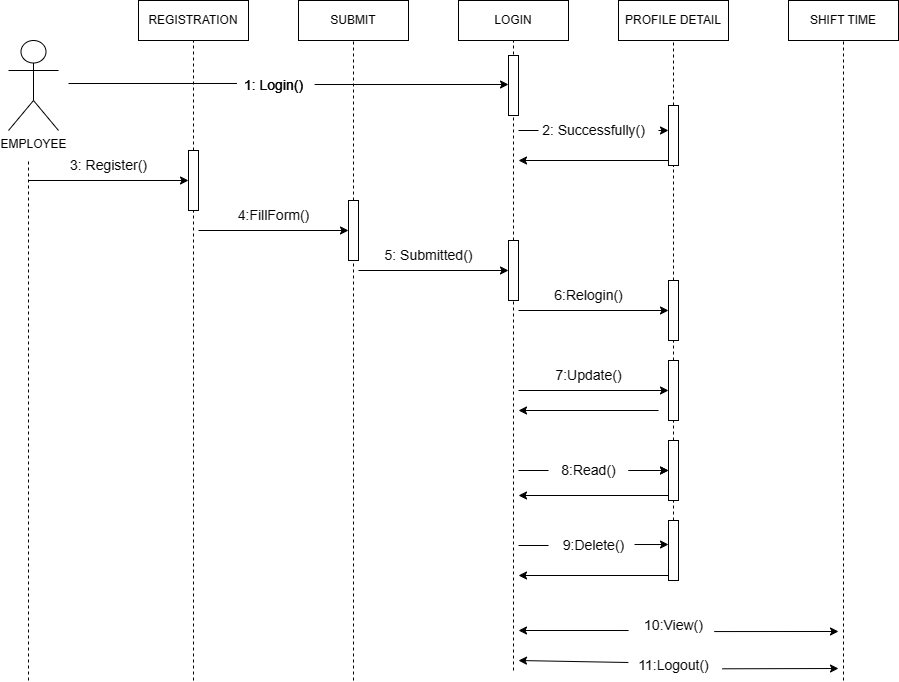 REGISTRATION
SUBMIT
LOGIN
PROFILE DETAIL
SHIFT TIME
1: Login()
2: Successfully()
EMPLOYEE
3: Register()
4:FillForm()
5: Submitted()
6:Relogin()
7:Update()
8:Read()
9:Delete()
10:View()
11:Logout()